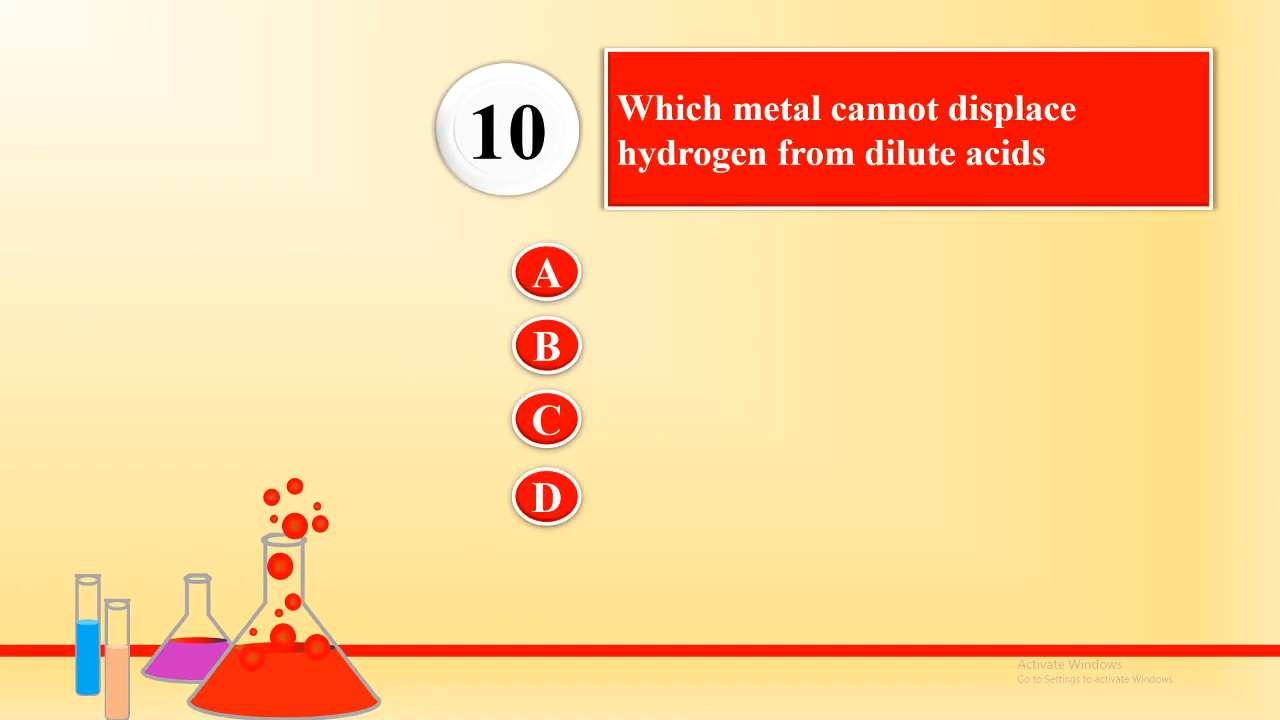 10
Which metal cannot displace
hydrogen from dilute acids
A
B
C
D
Activate Windows
Go to Settings to activate Windows.